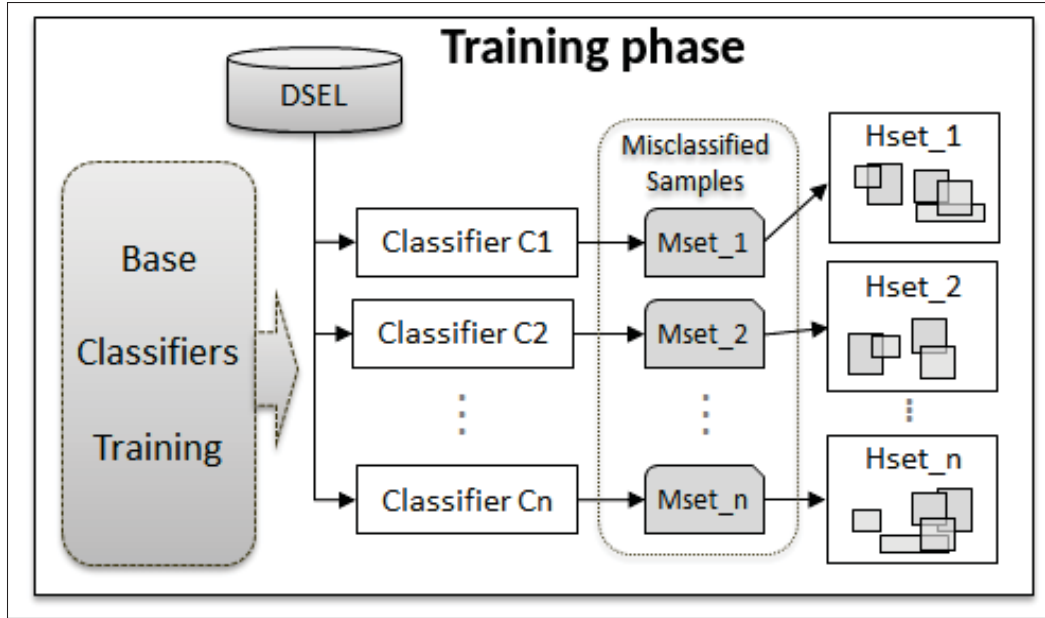 Training phase
DSEL
Base
Classifiers
Training
Misclassified
Samples
Classifier C1
Mset_1
Hset_1
Classifier C2
Mset_2
Hset_2
Classifier Cn
Mset_n
Hset_n